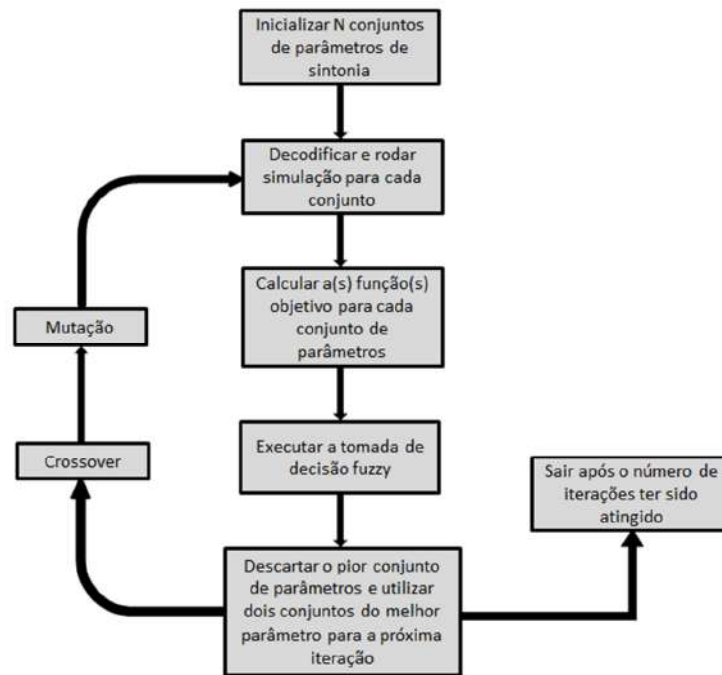 Inicializar N conjuntos
de parâmetros de
sintonia
Decodificar e rodar
simulação para cada
conjunto
Calcular a(s) função(s)
objetivo para cada
conjunto de
parâmetros
Mutação
Executar a tomada de
decisão fuzzy
Crossover
Sair após o número de
iterações ter sido
atingido
Descartar o pior conjunto
de parâmetros e utilizar
dois conjuntos do melhor
parâmetro para a próxima
iteração